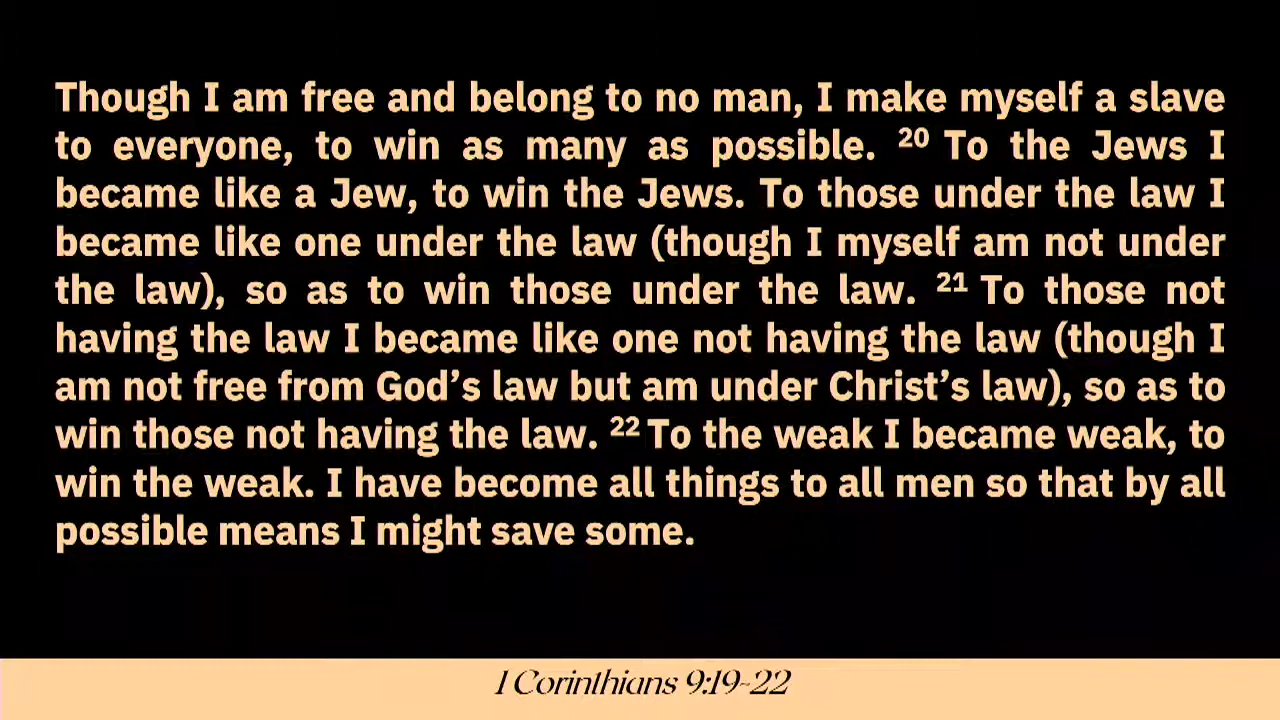 Though I am free and belong to no man, I make myself a slave
to everyone, to win as many as possible. ²⁰ To the Jews I
became like a Jew, to win the Jews. To those under the law I
became like one under the law (though I myself am not under
the law), so as to win those under the law. ²¹ To those not
having the law I became like one not having the law (though I
am not free from God’s law but am under Christ’s law), so as to
win those not having the law. ²² To the weak I became weak, to
win the weak. I have become all things to all men so that by all
possible means I might save some.
1 Corinthians 9:19-22